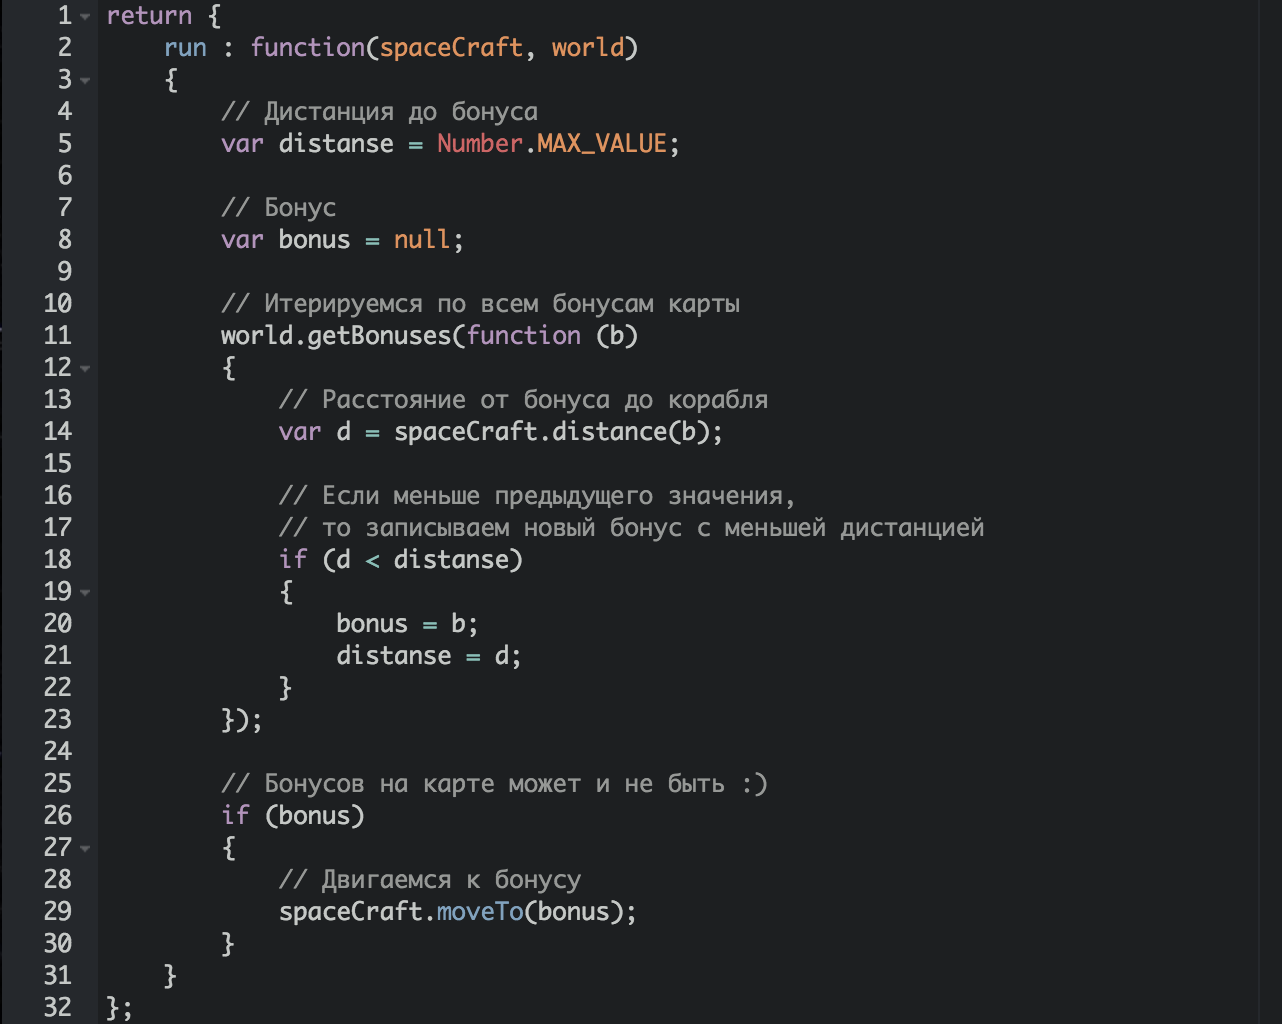 1 return {
2     run : function(spaceCraft, world)
3     {
4         // Дистанция до бонуса
5         var distanse = Number.MAX_VALUE;
6
7         // Бонус
8         var bonus = null;
9
10         // Итерируемся по всем бонусам карты
11         world.getBonuses(function (b)
12         {
13             // Расстояние от бонуса до корабля
14             var d = spaceCraft.distance(b);
15
16             // Если меньше предыдущего значения,
17             // то записываем новый бонус с меньшей дистанцией
18             if (d < distanse)
19             {
20                 bonus = b;
21                 distanse = d;
22             }
23         });
24
25         // Бонусов на карте может и не быть :)
26         if (bonus)
27         {
28             // Двигаемся к бонусу
29             spaceCraft.moveTo(bonus);
30         }
31     }
32 };